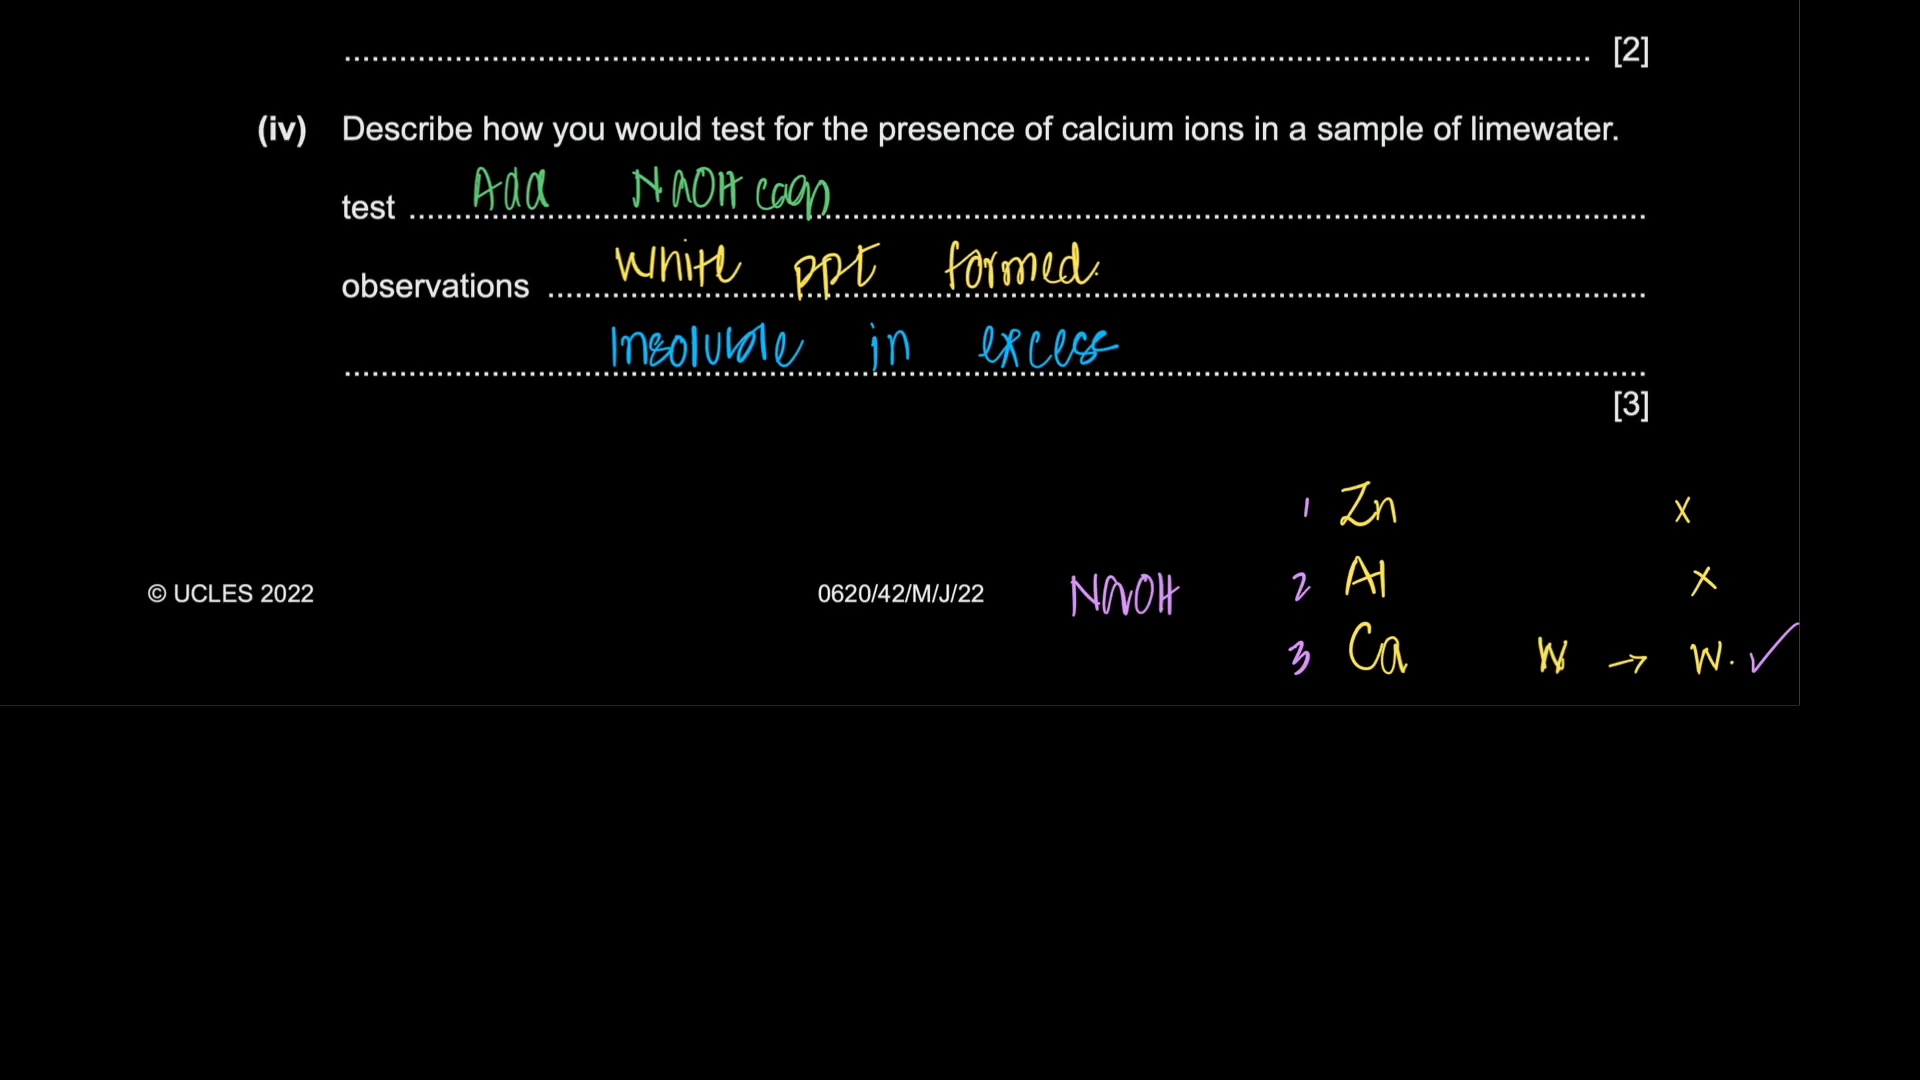 [2]
(iv) Describe how you would test for the presence of calcium ions in a sample of limewater.
test Add NaOH (aq)
observations white ppt formed.
Insoluble in excess
[3]
1 Zn x
2 Al x
© UCLES 2022 0620/42/M/J/22 NaOH
3 Ca W → W. ✓